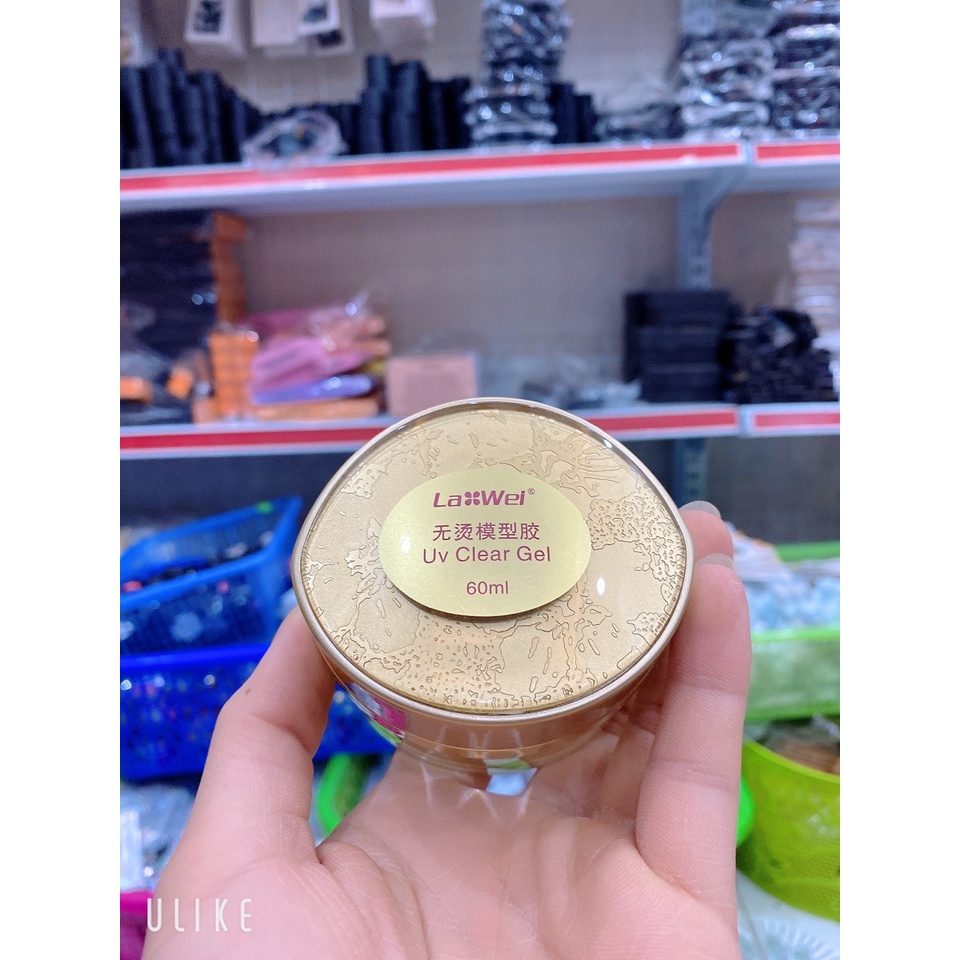 LaWei®
无烫模型胶
Uv Clear Gel
60ml
ULIKE